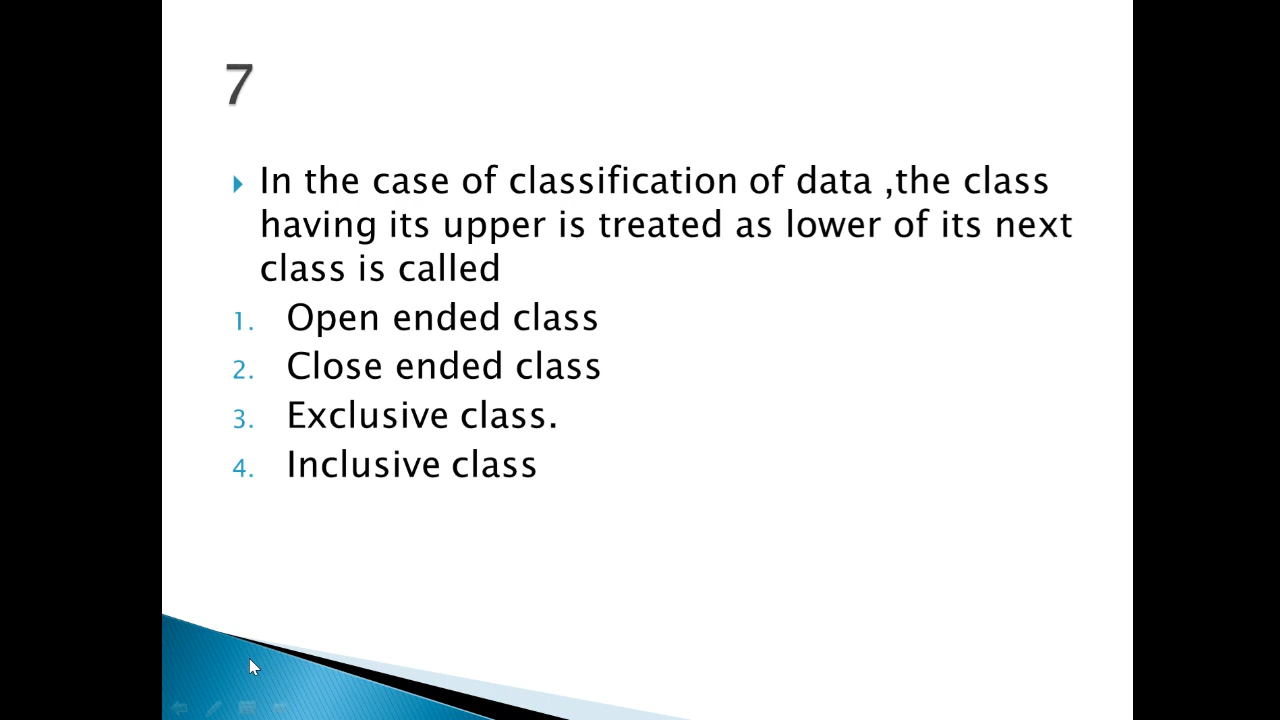 7
In the case of classification of data ,the class
having its upper is treated as lower of its next
class is called
1. Open ended class
2. Close ended class
3. Exclusive class.
4. Inclusive class